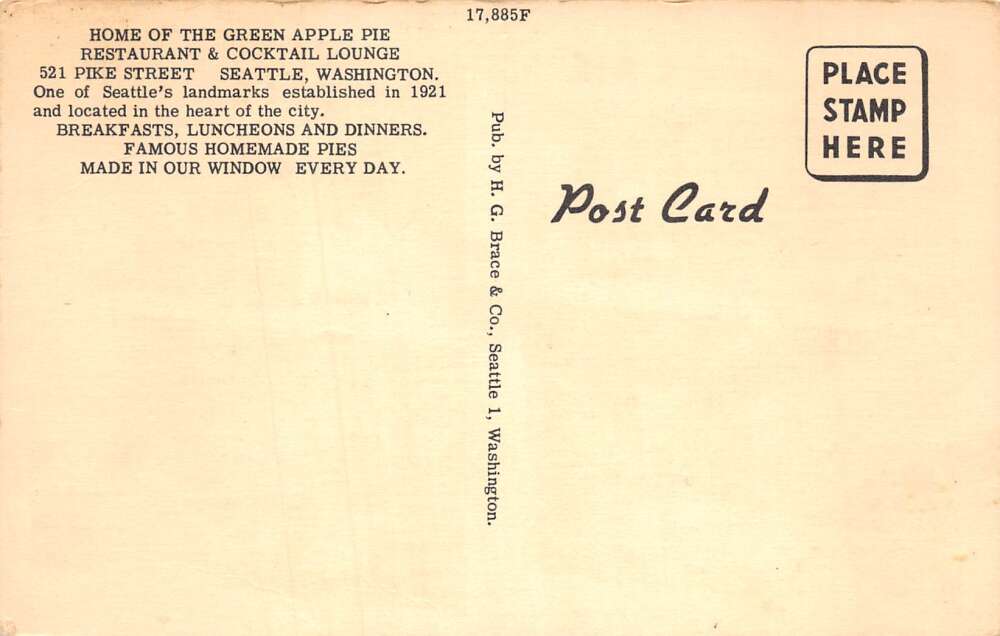 17,885F
HOME OF THE GREEN APPLE PIE
RESTAURANT & COCKTAIL LOUNGE
521 PIKE STREET SEATTLE, WASHINGTON.
One of Seattle's landmarks established in 1921
and located in the heart of the city.
BREAKFASTS, LUNCHEONS AND DINNERS.
FAMOUS HOMEMADE PIES
MADE IN OUR WINDOW EVERY DAY.
Pub. by H. G. Brace & Co., Seattle 1, Washington.
Post Card
PLACE
STAMP
HERE